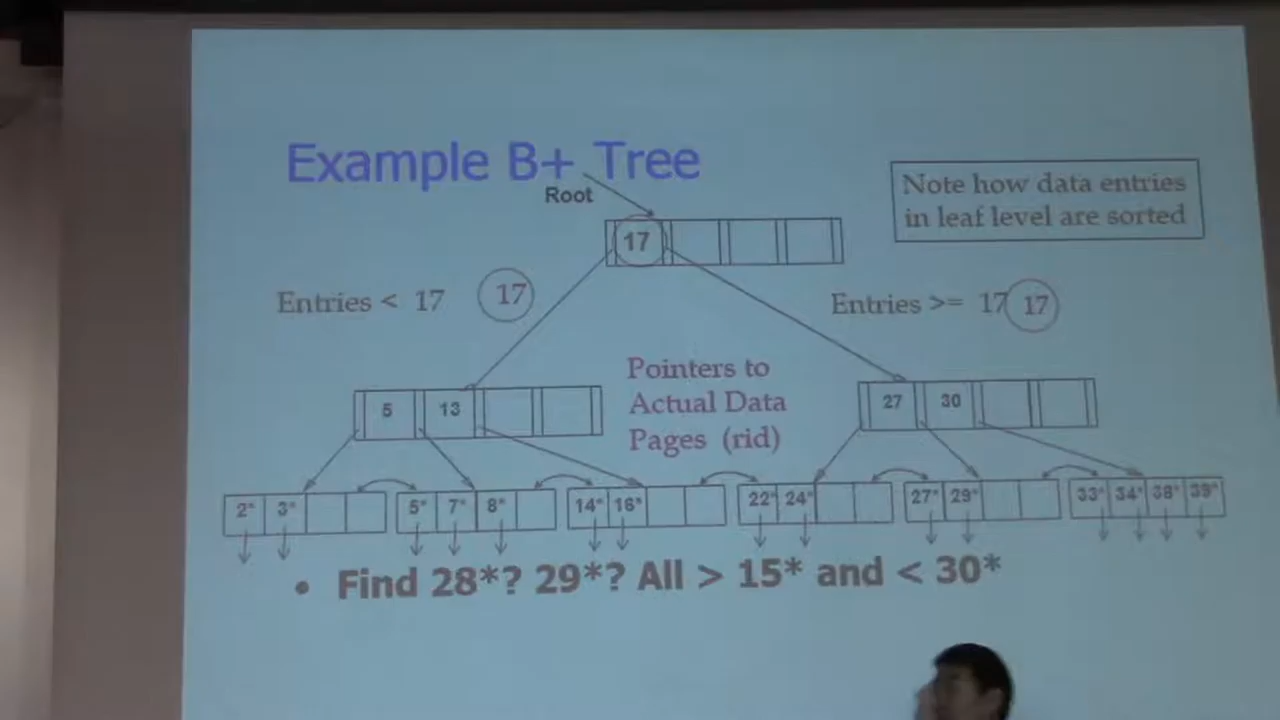 Example B+ Tree
Root
Note how data entries
in leaf level are sorted
17
Entries < 17 17
Entries >= 17 17
Pointers to
Actual Data
Pages (rid)
5 13
27 30
2* 3*
5* 7* 8*
14* 16*
22* 24*
27* 29*
33* 34* 38* 39*
• Find 28*? 29*? All > 15* and < 30*